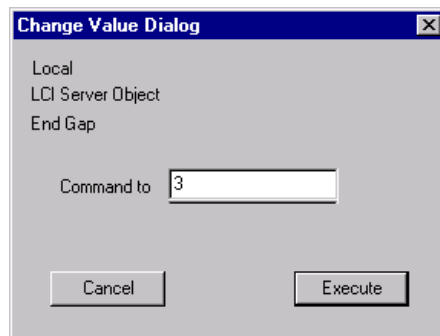 Change Value Dialog
Local
LCI Server Object
End Gap
Command to 3
Cancel Execute